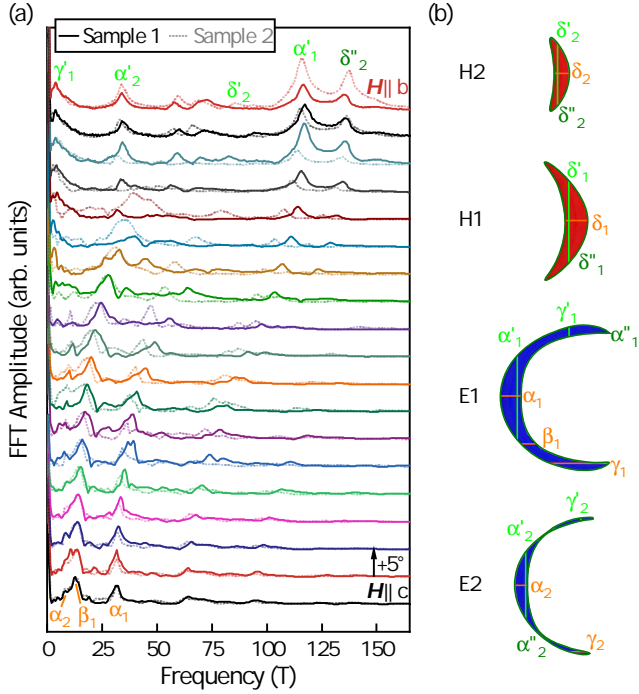 (a)
FFT Amplitude (arb. units)
Sample 1
Sample 2
γ'₁
α'₂
δ'₂
α'₁
δ"₂
H|| b
+5°
H|| c
α₂
β₁
α₁
0 25 50 75 100 125 150
Frequency (T)
(b)
δ'₂
H2
δ₂
δ"₂
δ'₁
H1
δ₁
δ"₁
γ'₁
α'₁
α"₁
E1
α₁
β₁
γ₁
γ'₂
α'₂
E2
α₂
α"₂
γ₂